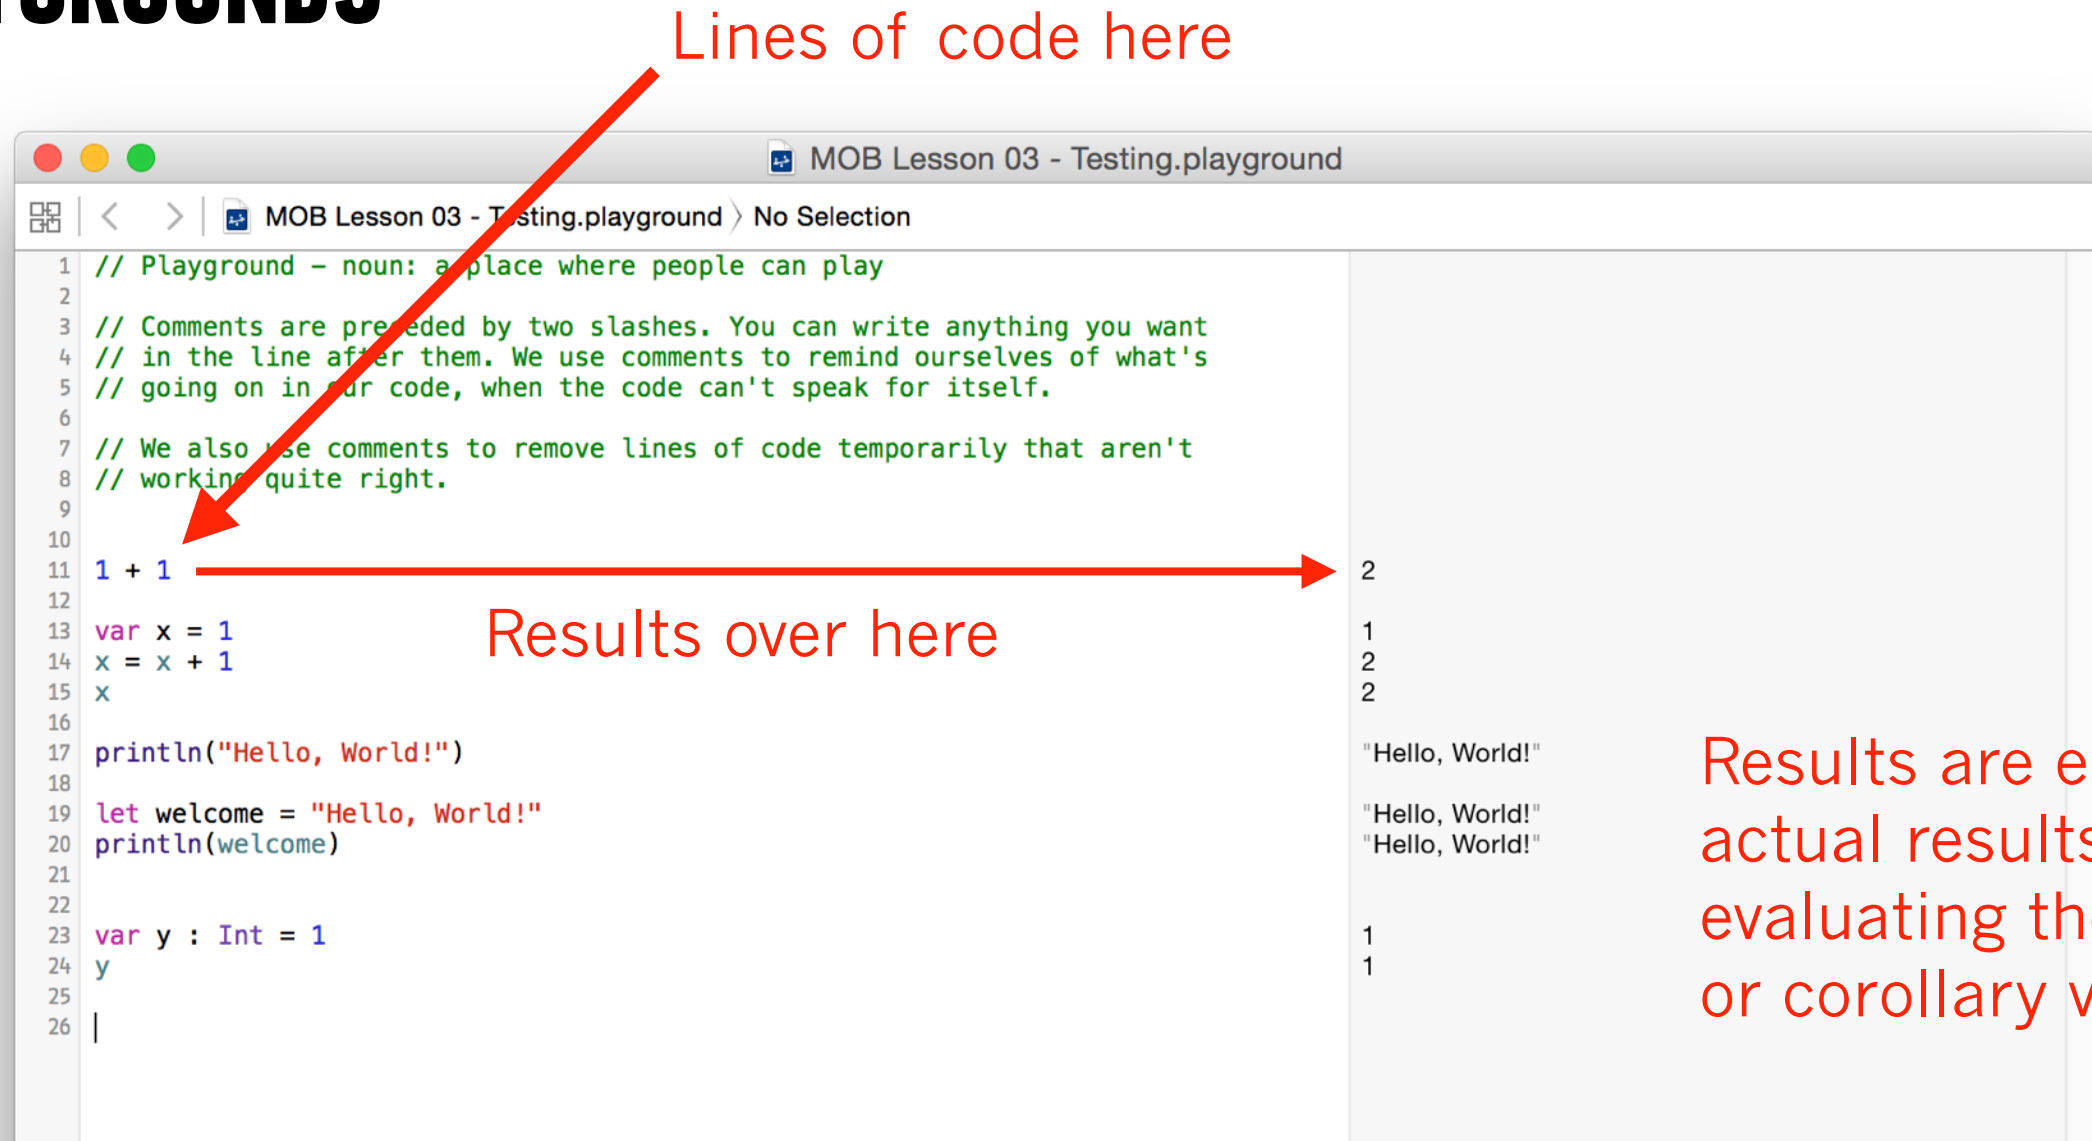 Lines of code here
MOB Lesson 03 - Testing.playground
MOB Lesson 03 - Testing.playground 〉 No Selection
1 // Playground – noun: a place where people can play
2
3 // Comments are preceded by two slashes. You can write anything you want
4 // in the line after them. We use comments to remind ourselves of what's
5 // going on in our code, when the code can't speak for itself.
6
7 // We also use comments to remove lines of code temporarily that aren't
8 // working quite right.
9
10
11 1 + 1 2
12
Results over here
13 var x = 1 1
14 x = x + 1 2
15 x 2
16
17 println("Hello, World!") "Hello, World!"
18
19 let welcome = "Hello, World!" "Hello, World!"
20 println(welcome) "Hello, World!"
21
22
23 var y : Int = 1 1
24 y 1
25
26
Results are
actual results
evaluating
or corollary